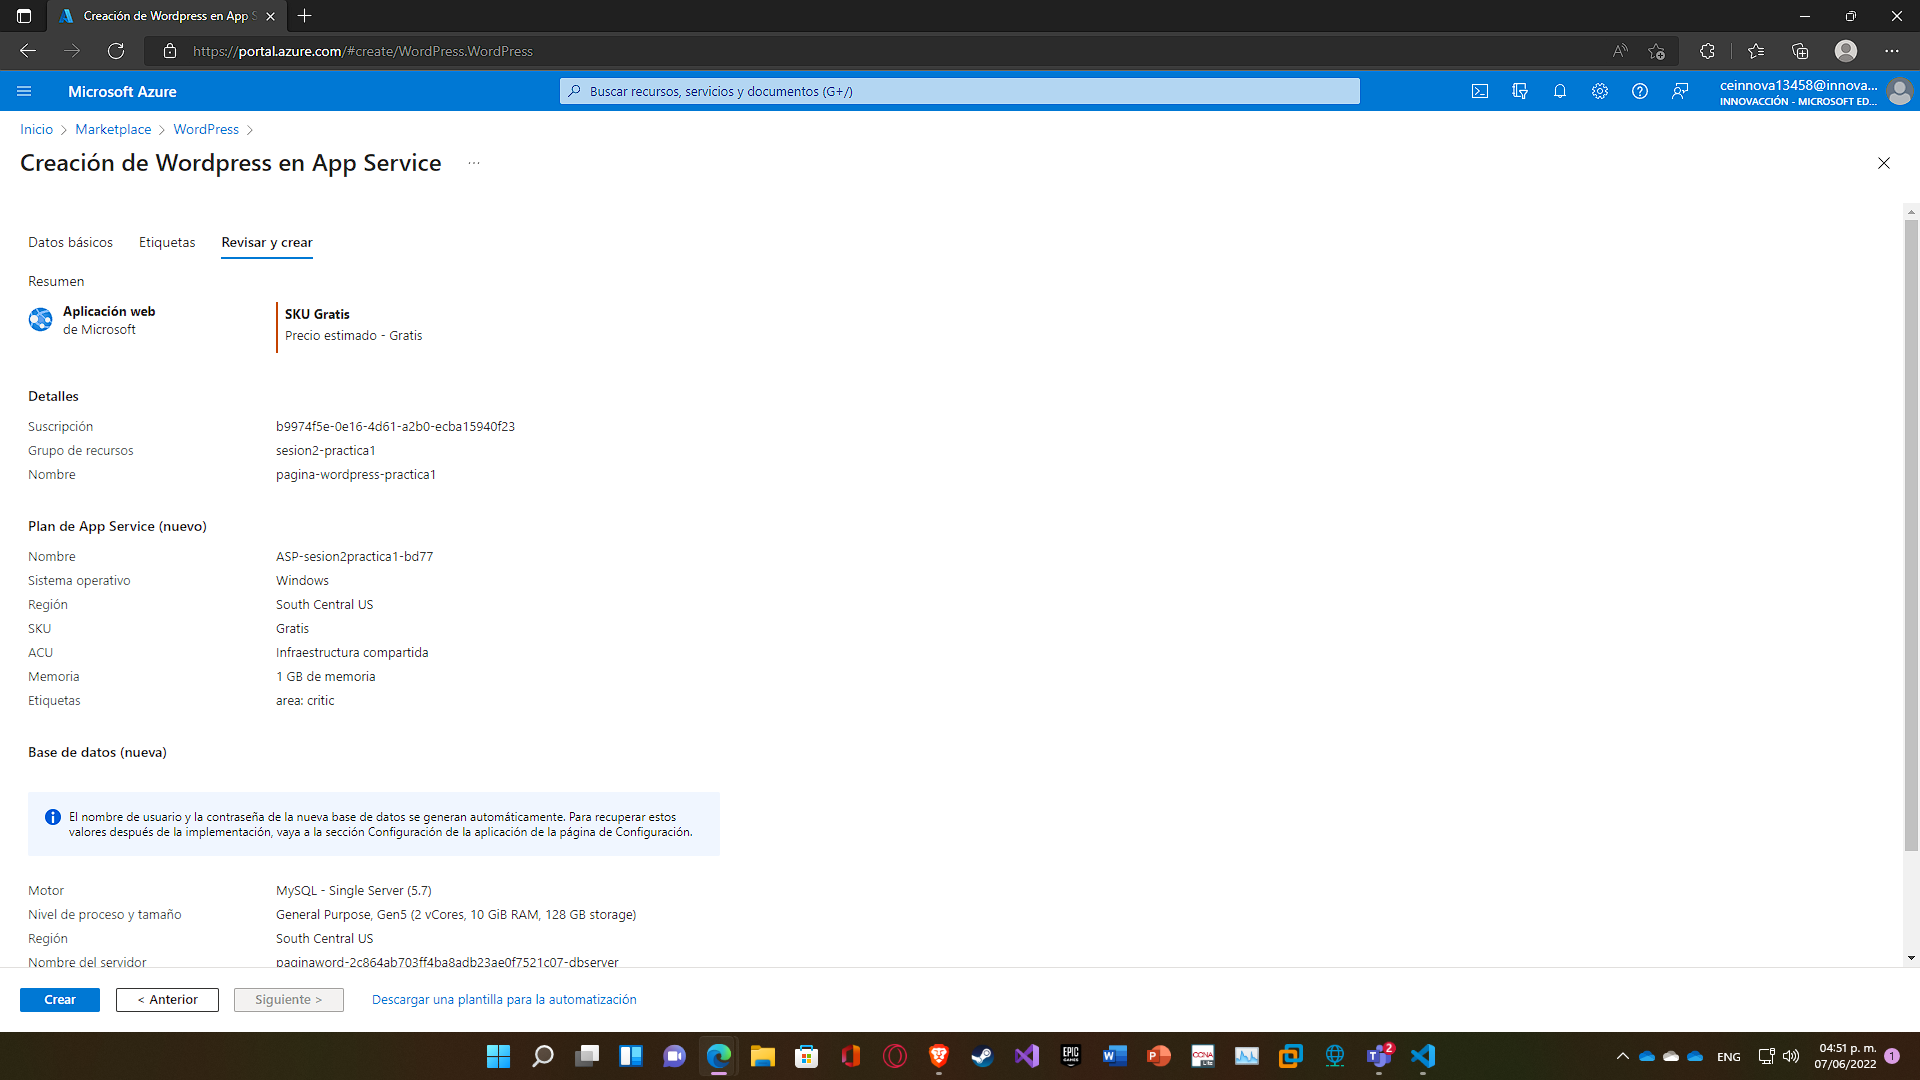 Creación de Wordpress en App S
https://portal.azure.com/#create/WordPress.WordPress
Microsoft Azure
Buscar recursos, servicios y documentos (G+/)
ceinnova13458@innova...
INNOVACCIÓN - MICROSOFT ED...
Inicio > Marketplace > WordPress >
Creación de Wordpress en App Service ...
Datos básicos Etiquetas Revisar y crear
Resumen
Aplicación web
de Microsoft
SKU Gratis
Precio estimado - Gratis
Detalles
Suscripción b9974f5e-0e16-4d61-a2b0-ecba15940f23
Grupo de recursos sesion2-practica1
Nombre pagina-wordpress-practica1
Plan de App Service (nuevo)
Nombre ASP-sesion2practica1-bd77
Sistema operativo Windows
Región South Central US
SKU Gratis
ACU Infraestructura compartida
Memoria 1 GB de memoria
Etiquetas area: critic
Base de datos (nueva)
El nombre de usuario y la contraseña de la nueva base de datos se generan automáticamente. Para recuperar estos
valores después de la implementación, vaya a la sección Configuración de la aplicación de la página de Configuración.
Motor MySQL - Single Server (5.7)
Nivel de proceso y tamaño General Purpose, Gen5 (2 vCores, 10 GiB RAM, 128 GB storage)
Región South Central US
Nombre del servidor paginaword-2c864ab703ff4ba8adb23ae0f7521c07-dbserver
Crear < Anterior Siguiente > Descargar una plantilla para la automatización
EPIC GAMES
CCNA
2
ENG
04:51 p. m.
07/06/2022
1